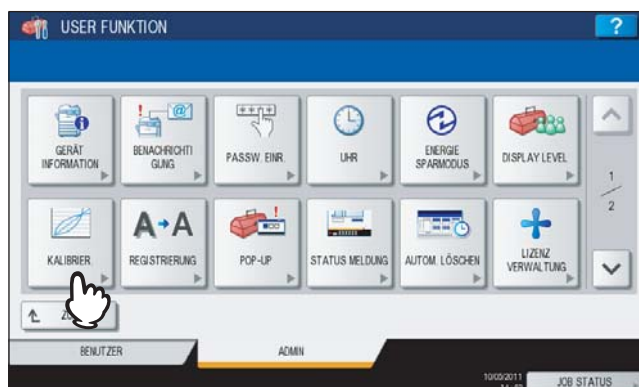 USER FUNKTION
?
GERÄT
INFORMATION
BENACHRICHTI
GUNG
PASSW. EINR.
UHR
ENERGIE
SPARMODUS
DISPLAY LEVEL
1
2
KALIBRIER.
REGISTRIERUNG
POP-UP
STATUS MELDUNG
AUTOM. LÖSCHEN
LIZENZ
VERWALTUNG
BENUTZER
ADMIN
10/05/2011
JOB STATUS